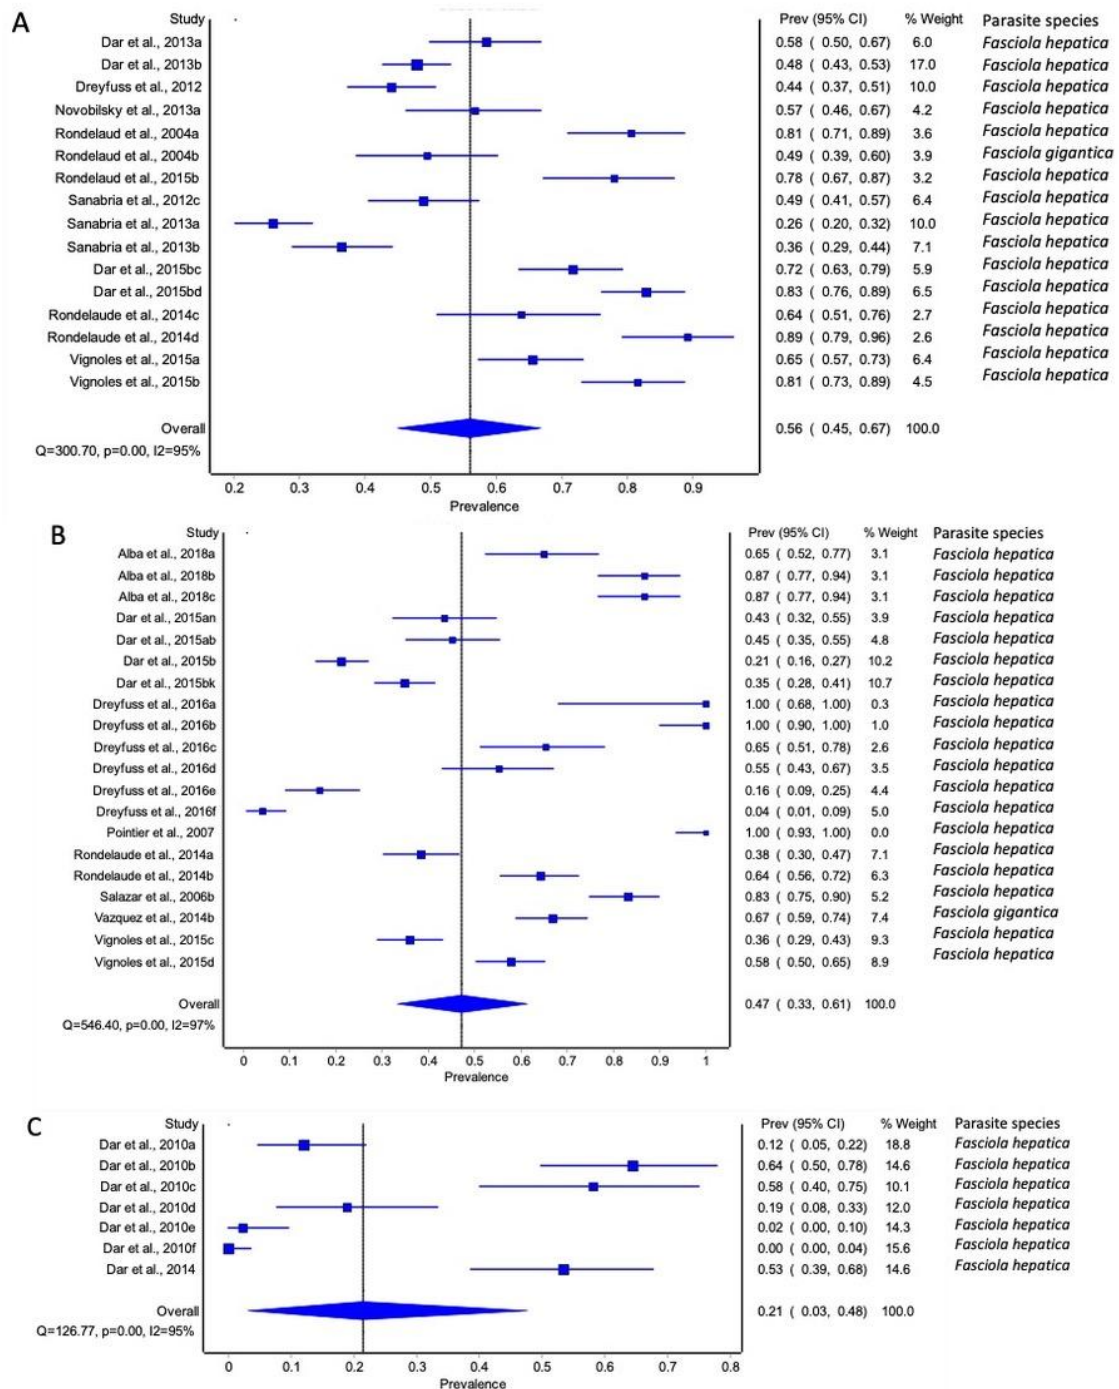 A
Study Prev (95% CI) % Weight Parasite species
Dar et al., 2013a 0.58 ( 0.50, 0.67) 6.0 Fasciola hepatica
Dar et al., 2013b 0.48 ( 0.43, 0.53) 17.0 Fasciola hepatica
Dreyfuss et al., 2012 0.44 ( 0.37, 0.51) 10.0 Fasciola hepatica
Novobilsky et al., 2013a 0.57 ( 0.46, 0.67) 4.2 Fasciola hepatica
Rondelaud et al., 2004a 0.81 ( 0.71, 0.89) 3.6 Fasciola hepatica
Rondelaud et al., 2004b 0.49 ( 0.39, 0.60) 3.9 Fasciola gigantica
Rondelaud et al., 2015b 0.78 ( 0.67, 0.87) 3.2 Fasciola hepatica
Sanabria et al., 2012c 0.49 ( 0.41, 0.57) 6.4 Fasciola hepatica
Sanabria et al., 2013a 0.26 ( 0.20, 0.32) 10.0 Fasciola hepatica
Sanabria et al., 2013b 0.36 ( 0.29, 0.44) 7.1 Fasciola hepatica
Dar et al., 2015bc 0.72 ( 0.63, 0.79) 5.9 Fasciola hepatica
Dar et al., 2015bd 0.83 ( 0.76, 0.89) 6.5 Fasciola hepatica
Rondelaude et al., 2014c 0.64 ( 0.51, 0.76) 2.7 Fasciola hepatica
Rondelaude et al., 2014d 0.89 ( 0.79, 0.96) 2.6 Fasciola hepatica
Vignoles et al., 2015a 0.65 ( 0.57, 0.73) 6.4 Fasciola hepatica
Vignoles et al., 2015b 0.81 ( 0.73, 0.89) 4.5 Fasciola hepatica
Overall 0.56 ( 0.45, 0.67) 100.0
Q=300.70, p=0.00, I2=95%
0.2 0.3 0.4 0.5 0.6 0.7 0.8 0.9
Prevalence
B
Study Prev (95% CI) % Weight Parasite species
Alba et al., 2018a 0.65 ( 0.52, 0.77) 3.1 Fasciola hepatica
Alba et al., 2018b 0.87 ( 0.77, 0.94) 3.1 Fasciola hepatica
Alba et al., 2018c 0.87 ( 0.77, 0.94) 3.1 Fasciola hepatica
Dar et al., 2015an 0.43 ( 0.32, 0.55) 3.9 Fasciola hepatica
Dar et al., 2015ab 0.45 ( 0.35, 0.55) 4.8 Fasciola hepatica
Dar et al., 2015b 0.21 ( 0.16, 0.27) 10.2 Fasciola hepatica
Dar et al., 2015bk 0.35 ( 0.28, 0.41) 10.7 Fasciola hepatica
Dreyfuss et al., 2016a 1.00 ( 0.68, 1.00) 0.3 Fasciola hepatica
Dreyfuss et al., 2016b 1.00 ( 0.90, 1.00) 1.0 Fasciola hepatica
Dreyfuss et al., 2016c 0.65 ( 0.51, 0.78) 2.6 Fasciola hepatica
Dreyfuss et al., 2016d 0.55 ( 0.43, 0.67) 3.5 Fasciola hepatica
Dreyfuss et al., 2016e 0.16 ( 0.09, 0.25) 4.4 Fasciola hepatica
Dreyfuss et al., 2016f 0.04 ( 0.01, 0.09) 5.0 Fasciola hepatica
Pointier et al., 2007 1.00 ( 0.93, 1.00) 0.0 Fasciola hepatica
Rondelaude et al., 2014a 0.38 ( 0.30, 0.47) 7.1 Fasciola hepatica
Rondelaude et al., 2014b 0.64 ( 0.56, 0.72) 6.3 Fasciola hepatica
Salazar et al., 2006b 0.83 ( 0.75, 0.90) 5.2 Fasciola hepatica
Vazquez et al., 2014b 0.67 ( 0.59, 0.74) 7.4 Fasciola gigantica
Vignoles et al., 2015c 0.36 ( 0.29, 0.43) 9.3 Fasciola hepatica
Vignoles et al., 2015d 0.58 ( 0.50, 0.65) 8.9 Fasciola hepatica
Overall 0.47 ( 0.33, 0.61) 100.0
Q=546.40, p=0.00, I2=97%
0 0.1 0.2 0.3 0.4 0.5 0.6 0.7 0.8 0.9 1
Prevalence
C
Study Prev (95% CI) % Weight Parasite species
Dar et al., 2010a 0.12 ( 0.05, 0.22) 18.8 Fasciola hepatica
Dar et al., 2010b 0.64 ( 0.50, 0.78) 14.6 Fasciola hepatica
Dar et al., 2010c 0.58 ( 0.40, 0.75) 10.1 Fasciola hepatica
Dar et al., 2010d 0.19 ( 0.08, 0.33) 12.0 Fasciola hepatica
Dar et al., 2010e 0.02 ( 0.00, 0.10) 14.3 Fasciola hepatica
Dar et al., 2010f 0.00 ( 0.00, 0.04) 15.6 Fasciola hepatica
Dar et al., 2014 0.53 ( 0.39, 0.68) 14.6 Fasciola hepatica
Overall 0.21 ( 0.03, 0.48) 100.0
Q=126.77, p=0.00, I2=95%
0 0.1 0.2 0.3 0.4 0.5 0.6 0.7 0.8
Prevalence